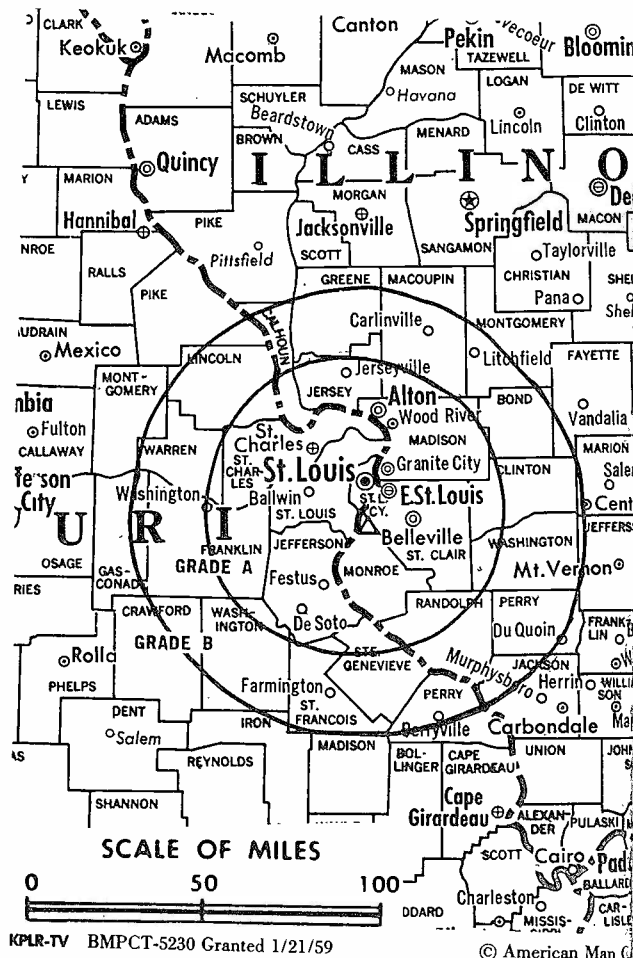 CLARK
Keokuk
Macomb
Canton
Pekin
TAZEWELL
MASON
LOGAN
DE WITT
LEWIS
ADAMS
SCHUYLER
Beardstown
Havana
Lincoln
Clinton
BROWN
CASS
MENARD
MARION
Quincy
ILLINO
MORGAN
Springfield
MACON
Hannibal
PIKE
Jacksonville
SCOTT
SANGAMON
Taylorville
RALLS
Pittsfield
CHRISTIAN
PIKE
GREENE
MACOUPIN
Pana
CALHOUN
Carlinville
MONTGOMERY
Mexico
LINCOLN
Jerseyville
Litchfield
FAYETTE
MONT-
GOMERY
JERSEY
Alton
BOND
Fulton
Wood River
Vandalia
CALLAWAY
WARREN
St.
Charles
MADISON
MARION
ST.
CHAR-
LES
St.Louis
Granite City
CLINTON
Washington
Ballwin
ST.L.
CY.
E.St.Louis
ST. LOUIS
Belleville
URI
FRANKLIN
JEFFERSON
ST. CLAIR
WASHINGTON
OSAGE
GRADE A
MONROE
Mt.Vernon
GAS-
CONADE
Festus
CRAWFORD
WASH-
INGTON
De Soto
RANDOLPH
PERRY
GRADE B
STE.
GENEVIEVE
Du Quoin
FRANK-
LIN
Rolla
Murphysboro
JACKSON
PHELPS
Farmington
PERRY
Herrin
ST.
FRANCOIS
DENT
IRON
Perryville
Carbondale
Salem
MADISON
BOL-
LINGER
CAPE
GIRARDEAU
UNION
REYNOLDS
SHANNON
Cape
Girardeau
ALEXAN-
DER
PULASKI
SCALE OF MILES
SCOTT
Cairo
0 50 100
BALLARD
Charleston
CAR-
LISLE
MISSIS-
KPLR-TV BMPCT-5230 Granted 1/21/59
© American Map